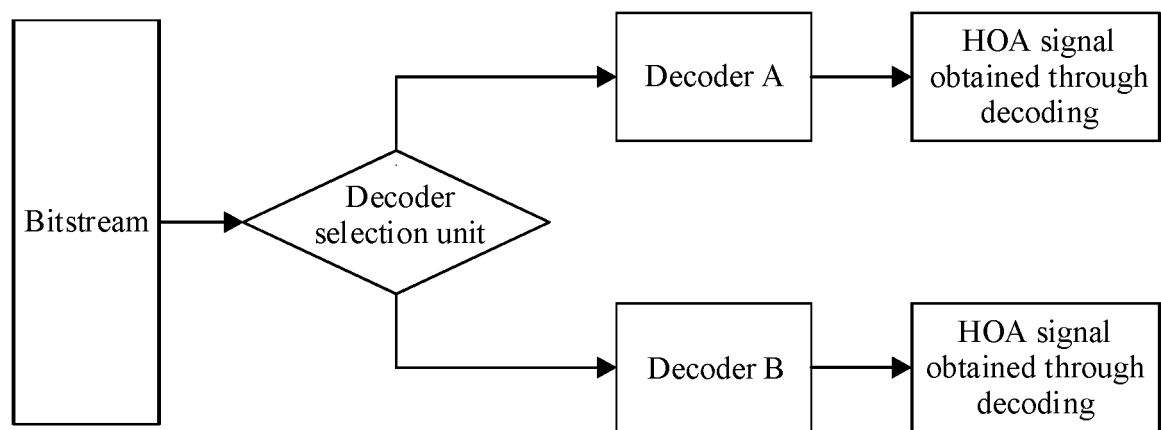 Bitstream
Decoder
selection unit
Decoder A
HOA signal
obtained through
decoding
Decoder B
HOA signal
obtained through
decoding